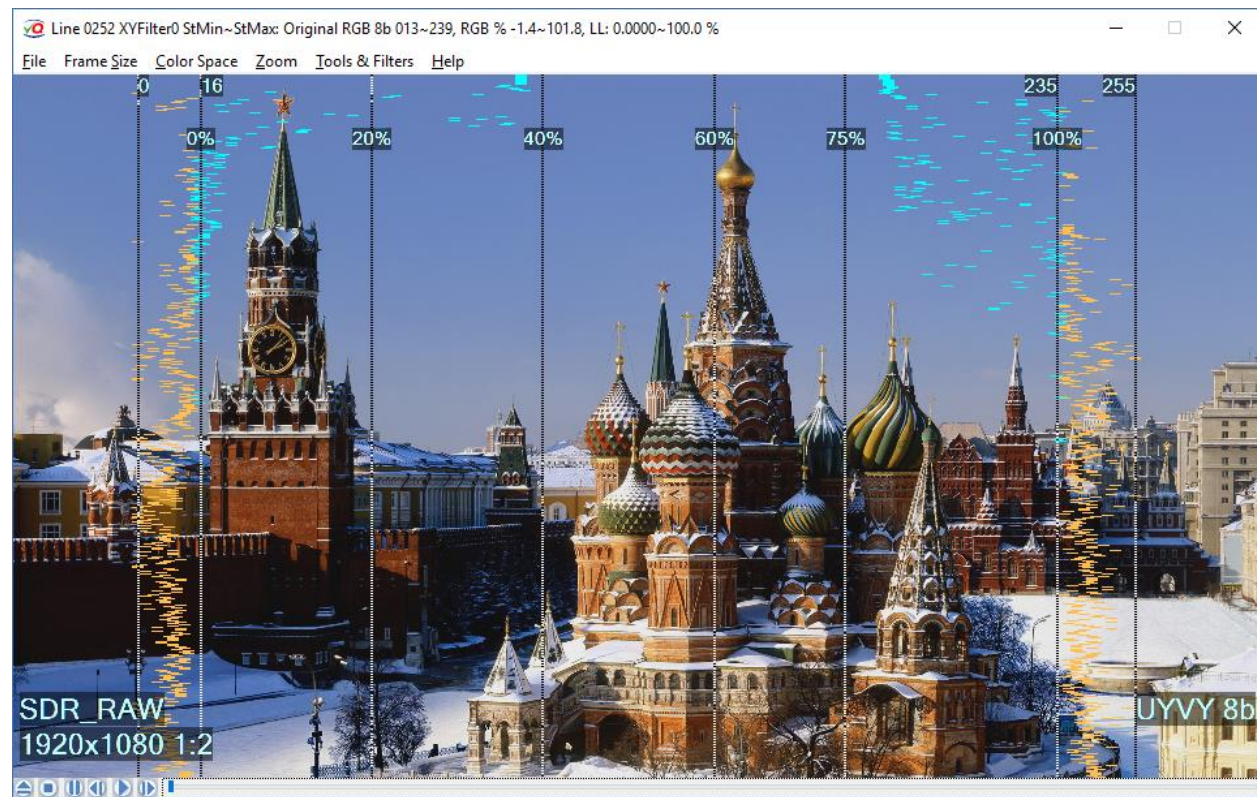 Line 0252 XYFilter0 StMin~StMax: Original RGB 8b 013~239, RGB % -1.4~101.8, LL: 0.0000~100.0 %
File Frame Size Color Space Zoom Tools & Filters Help
0 16 235 255
0% 20% 40% 60% 75% 100%
SDR_RAW UYVY 8b
1920x1080 1:2